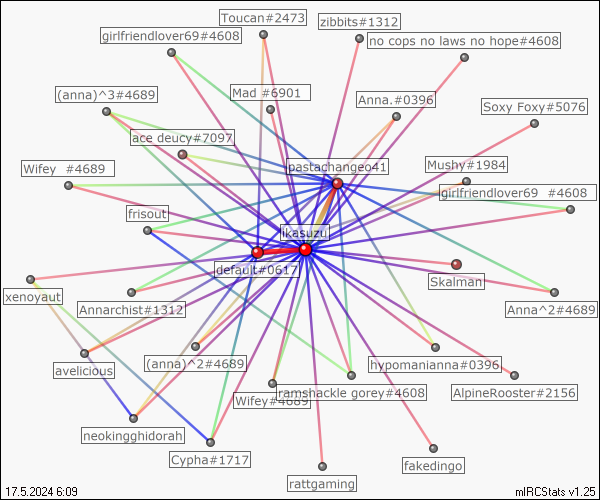 Toucan#2473
zibbits#1312
girlfriendlover69#4608
no cops no laws no hope#4608
(anna)^3#4689
Mad #6901
Anna.#0396
Soxy Foxy#5076
ace deucy#7097
Wifey #4689
pastachangeo41
Mushy#1984
girlfriendlover69 #4608
frisout
ikasuzu
default#0617
Skalman
xenoyaut
Annarchist#1312
Anna^2#4689
avelicious
(anna)^2#4689
hypomanianna#0396
Wifey#4689
ramshackle gorey#4608
AlpineRooster#2156
neokingghidorah
Cypha#1717
fakedingo
rattgaming
17.5.2024 6:09
mIRCStats v1.25